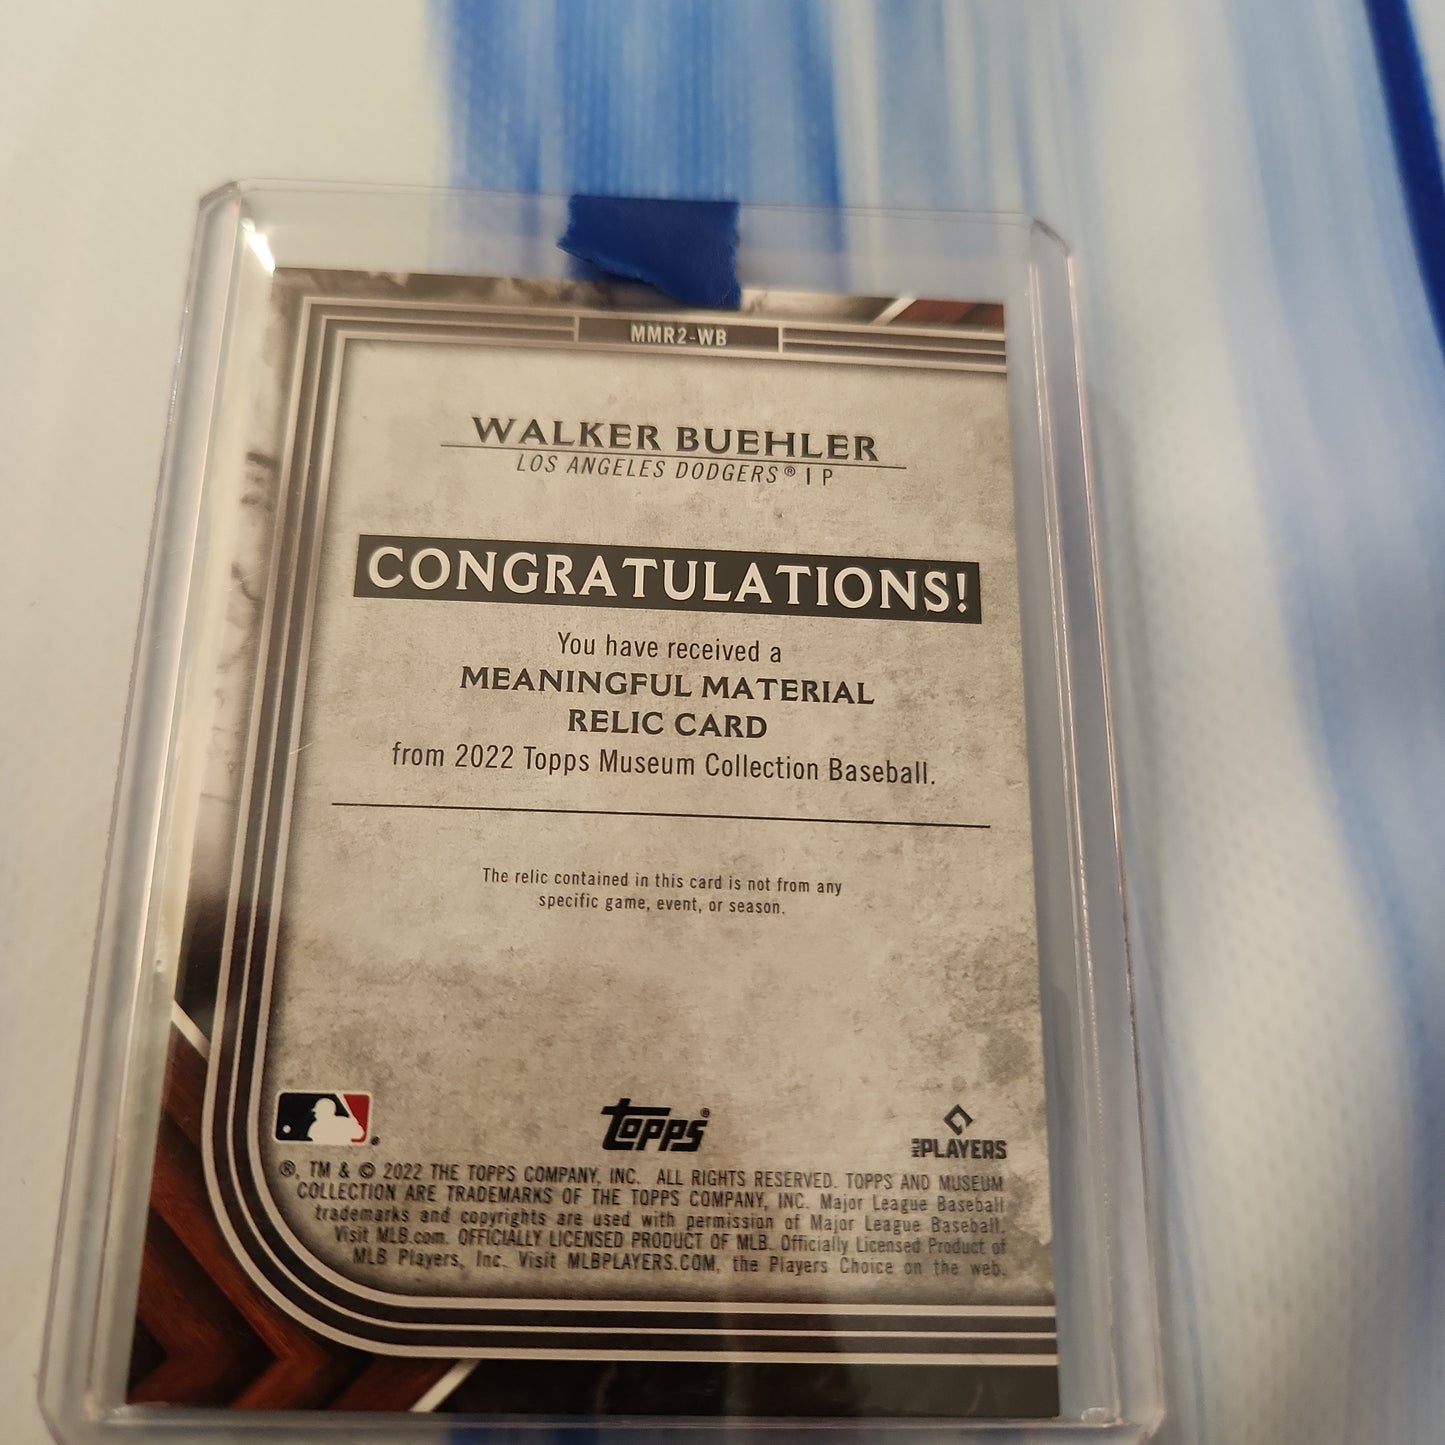 MMR2-WB
WALKER BUEHLER
LOS ANGELES DODGERS® | P
CONGRATULATIONS!
You have received a
MEANINGFUL MATERIAL
RELIC CARD
from 2022 Topps Museum Collection Baseball.
The relic contained in this card is not from any
specific game, event, or season.
Topps®
MLB PLAYERS
®, TM & © 2022 THE TOPPS COMPANY, INC. ALL RIGHTS RESERVED. TOPPS AND MUSEUM
COLLECTION ARE TRADEMARKS OF THE TOPPS COMPANY, INC. Major League Baseball
trademarks and copyrights are used with permission of Major League Baseball.
Visit MLB.com. OFFICIALLY LICENSED PRODUCT OF MLB. Officially Licensed Product of
MLB Players, Inc. Visit MLBPLAYERS.COM, the Players Choice on the web.